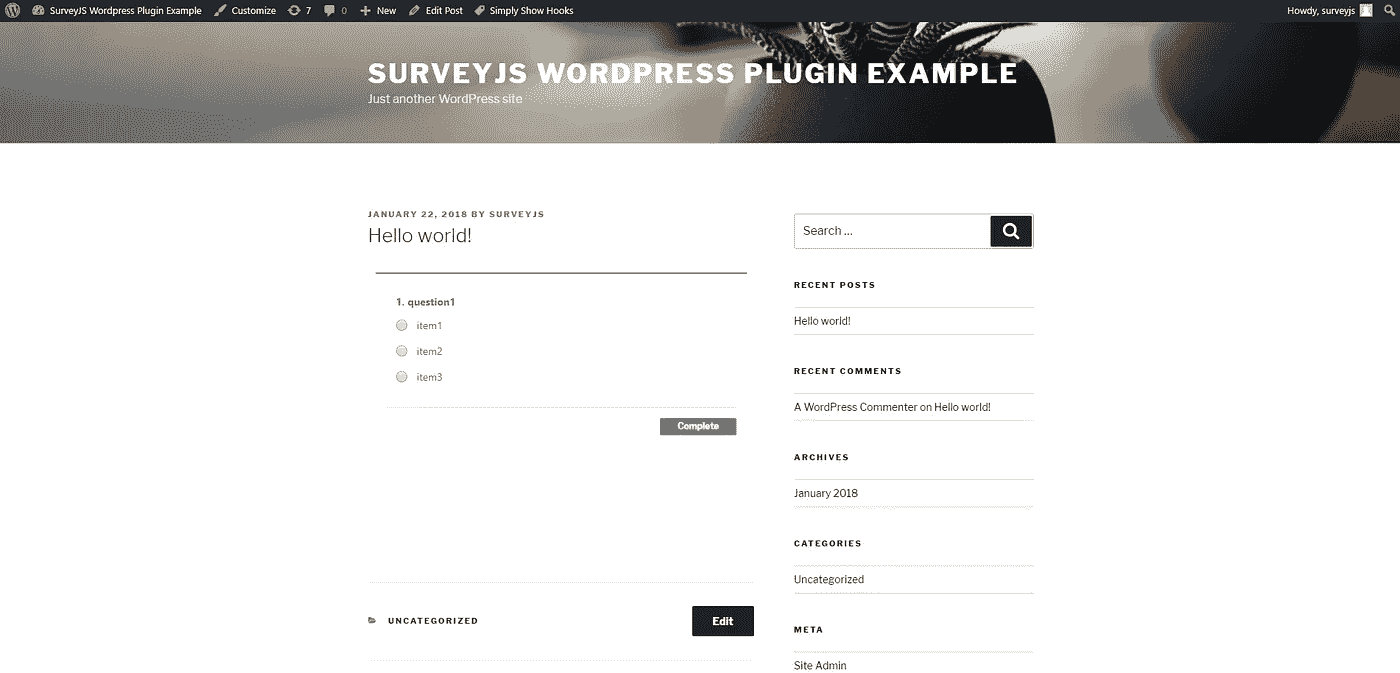 SurveyJS Wordpress Plugin Example Customize 7 0 New Edit Post Simply Show Hooks Howdy, surveyjs
SURVEYJS WORDPRESS PLUGIN EXAMPLE
Just another WordPress site
JANUARY 22, 2018 BY SURVEYJS
Hello world!
1. question1
item1
item2
item3
Complete
UNCATEGORIZED
Edit
Search …
RECENT POSTS
Hello world!
RECENT COMMENTS
A WordPress Commenter on Hello world!
ARCHIVES
January 2018
CATEGORIES
Uncategorized
META
Site Admin